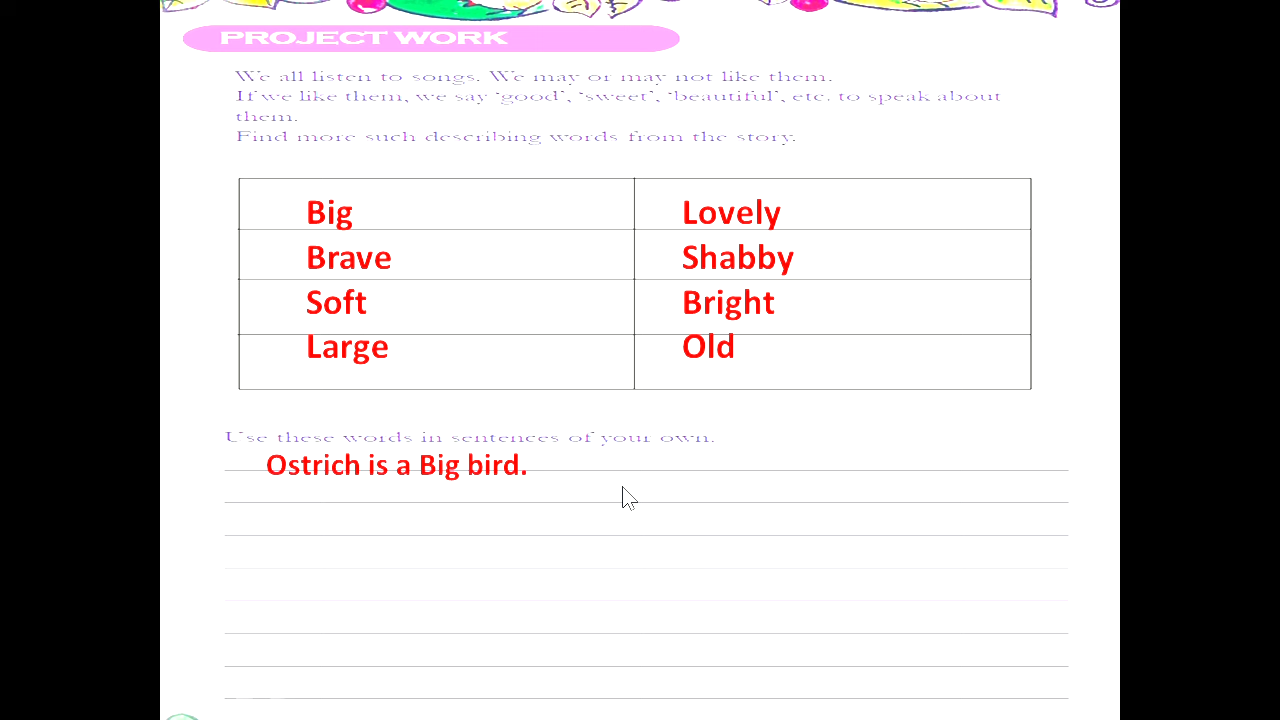 PROJECT WORK
We all listen to songs. We may or may not like them.
If we like them, we say ‘good’, ‘sweet’, ‘beautiful’, etc. to speak about
them.
Find more such describing words from the story.
Big Lovely
Brave Shabby
Soft Bright
Large Old
Use these words in sentences of your own.
Ostrich is a Big bird.